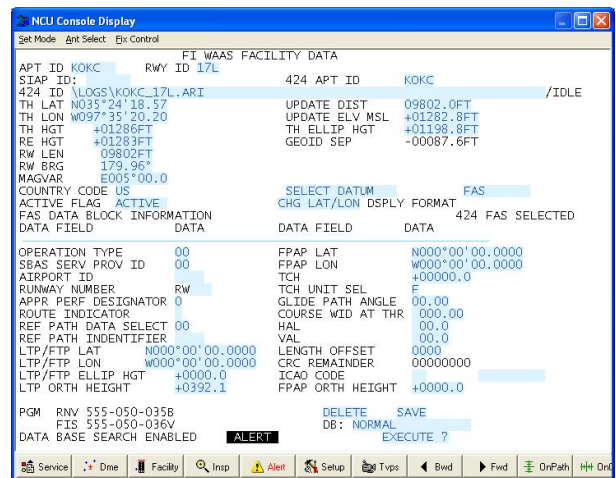 NCU Console Display
Set Mode Ant Select Fix Control
FI WAAS FACILITY DATA
APT ID KOKC RWY ID 17L
SIAP ID: 424 APT ID KOKC
424 ID \LOGS\KOKC_17L.ARI /IDLE
TH LAT N035°24'18.57 UPDATE DIST 09802.0FT
TH LON W097°35'20.20 UPDATE ELV MSL +01282.8FT
TH HGT +01286FT TH ELLIP HGT +01198.8FT
RE HGT +01283FT GEOID SEP -00087.6FT
RW LEN 09802FT
RW BRG 179.96°
MAGVAR E005°00.0
COUNTRY CODE US SELECT DATUM FAS
ACTIVE FLAG ACTIVE CHG LAT/LON DSPLY FORMAT
FAS DATA BLOCK INFORMATION 424 FAS SELECTED
DATA FIELD DATA DATA FIELD DATA
OPERATION TYPE 00 FPAP LAT N000°00'00.0000
SBAS SERV PROV ID 00 FPAP LON W000°00'00.0000
AIRPORT ID TCH +00000.0
RUNWAY NUMBER RW TCH UNIT SEL F
APPR PERF DESIGNATOR 0 GLIDE PATH ANGLE 00.00
ROUTE INDICATOR COURSE WID AT THR 000.00
REF PATH DATA SELECT 00 HAL 00.0
REF PATH INDENTIFIER VAL 00.0
LTP/FTP LAT N000°00'00.0000 LENGTH OFFSET 0000
LTP/FTP LON W000°00'00.0000 CRC REMAINDER 00000000
LTP/FTP ELLIP HGT +0000.0 ICAO CODE
LTP ORTH HEIGHT +0392.1 FPAP ORTH HEIGHT +0000.0
PGM RNV 555-050-035B DELETE SAVE
FIS 555-050-036V DB: NORMAL
DATA BASE SEARCH ENABLED ALERT EXECUTE ?
Service Dme Facility Insp Alert Setup Tvps Bwd Fwd OnPath